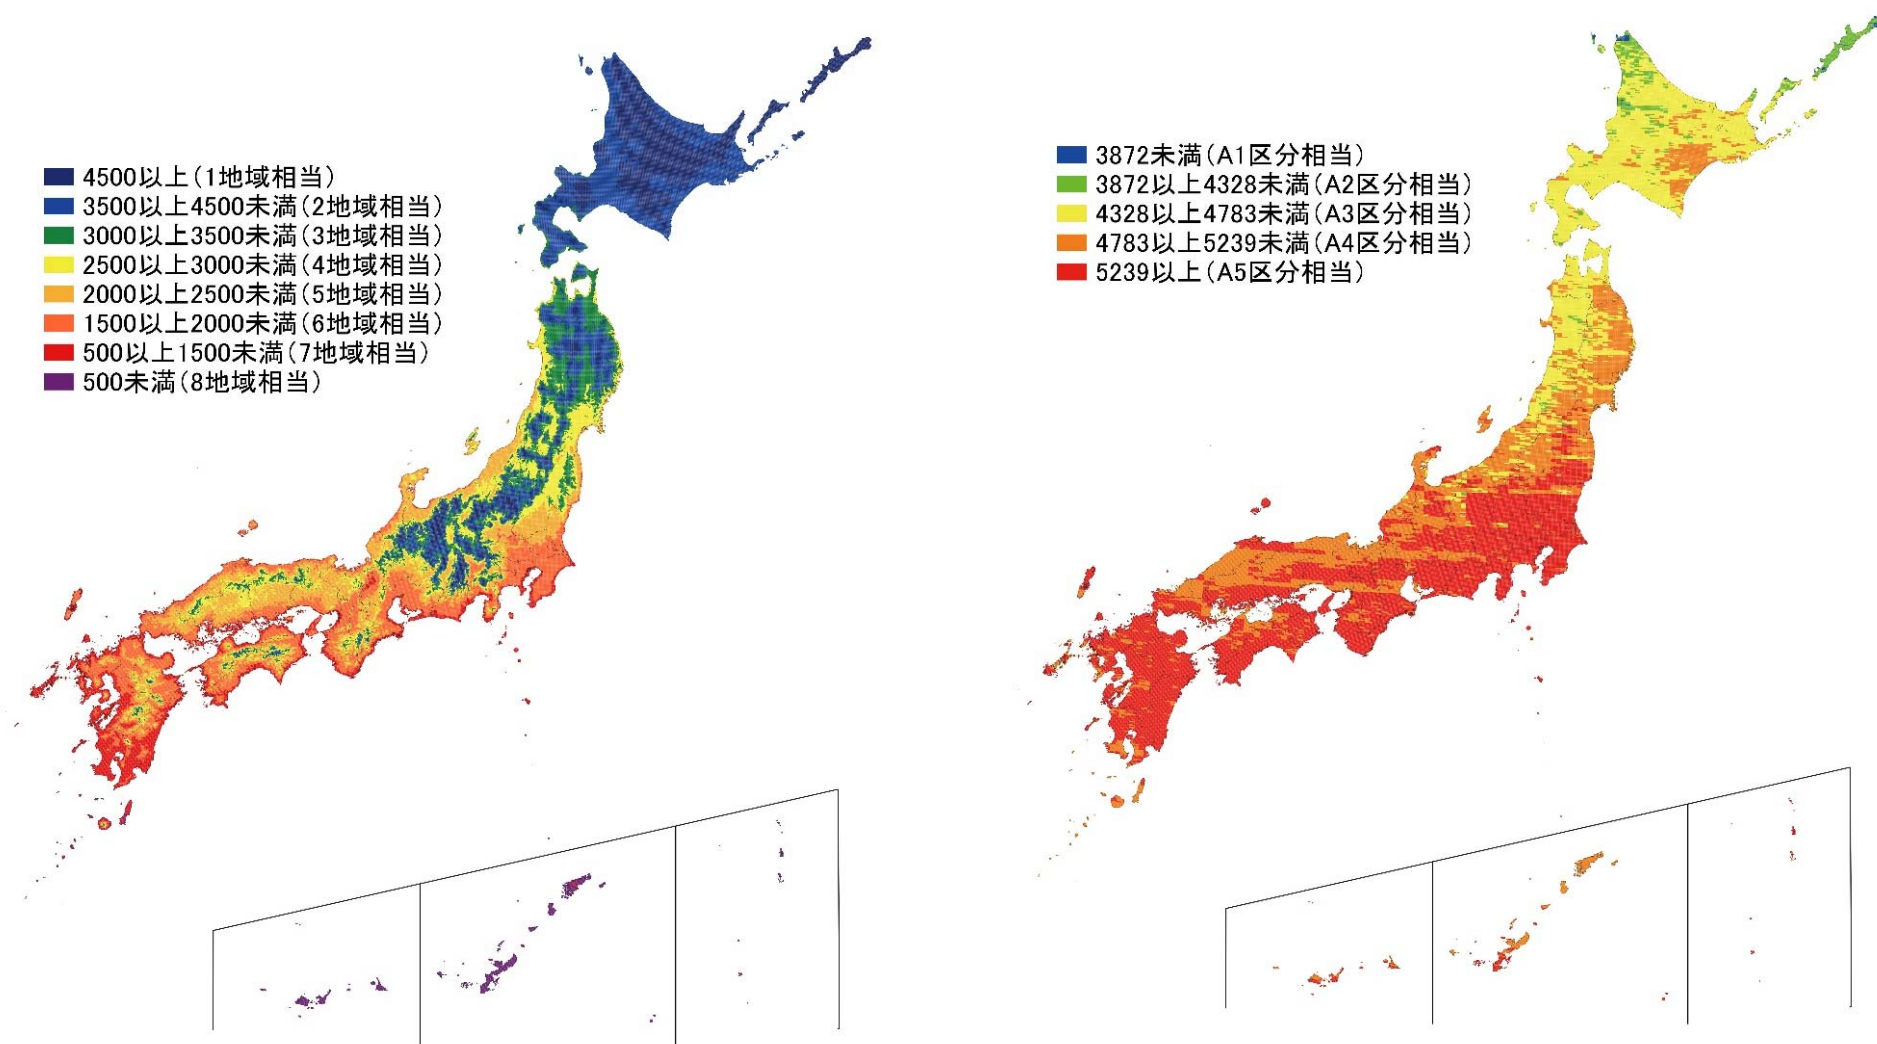 4500以上(1地域相当)
3500以上4500未満(2地域相当)
3000以上3500未満(3地域相当)
2500以上3000未満(4地域相当)
2000以上2500未満(5地域相当)
1500以上2000未満(6地域相当)
500以上1500未満(7地域相当)
500未満(8地域相当)
3872未満(A1区分相当)
3872以上4328未満(A2区分相当)
4328以上4783未満(A3区分相当)
4783以上5239未満(A4区分相当)
5239以上(A5区分相当)